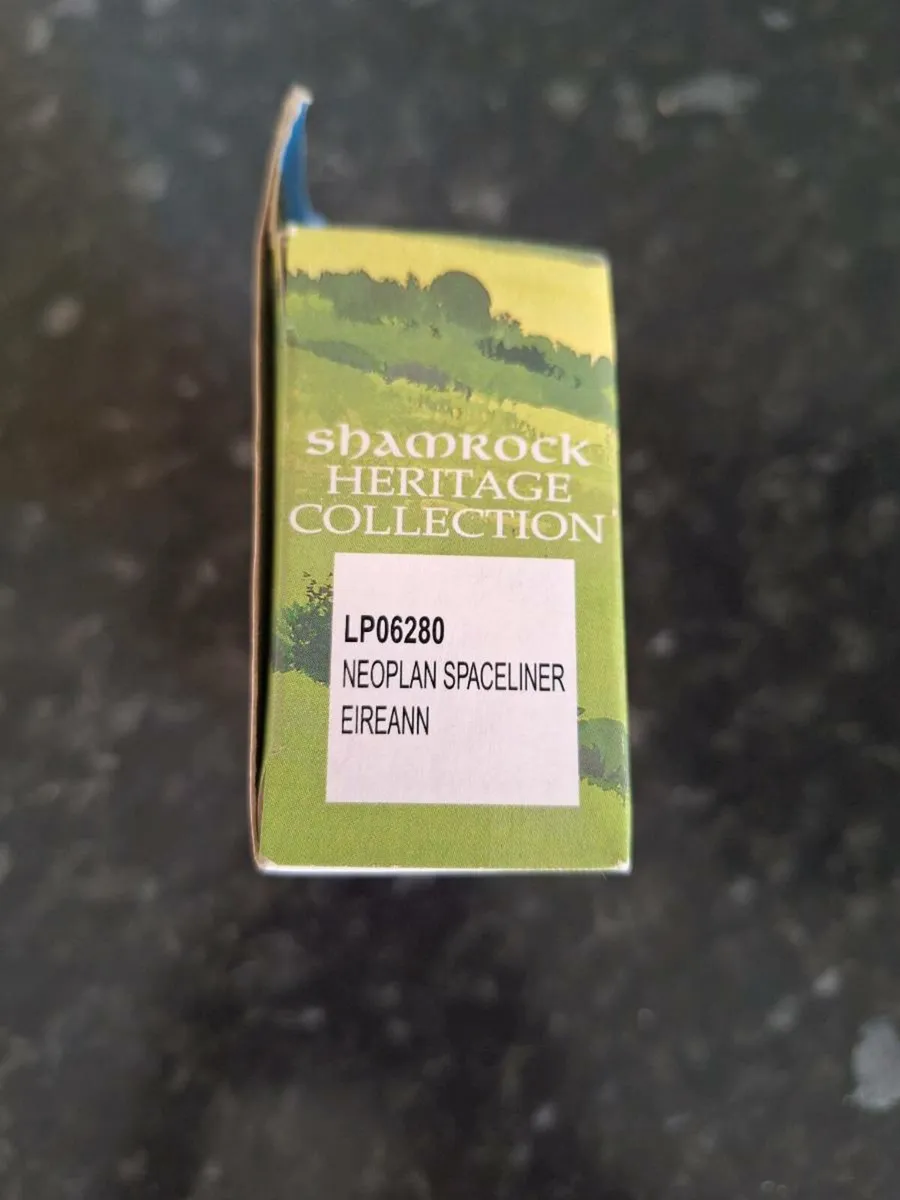 shamrock
HERITAGE
COLLECTION
LP06280
NEOPLAN SPACELINER
EIREANN